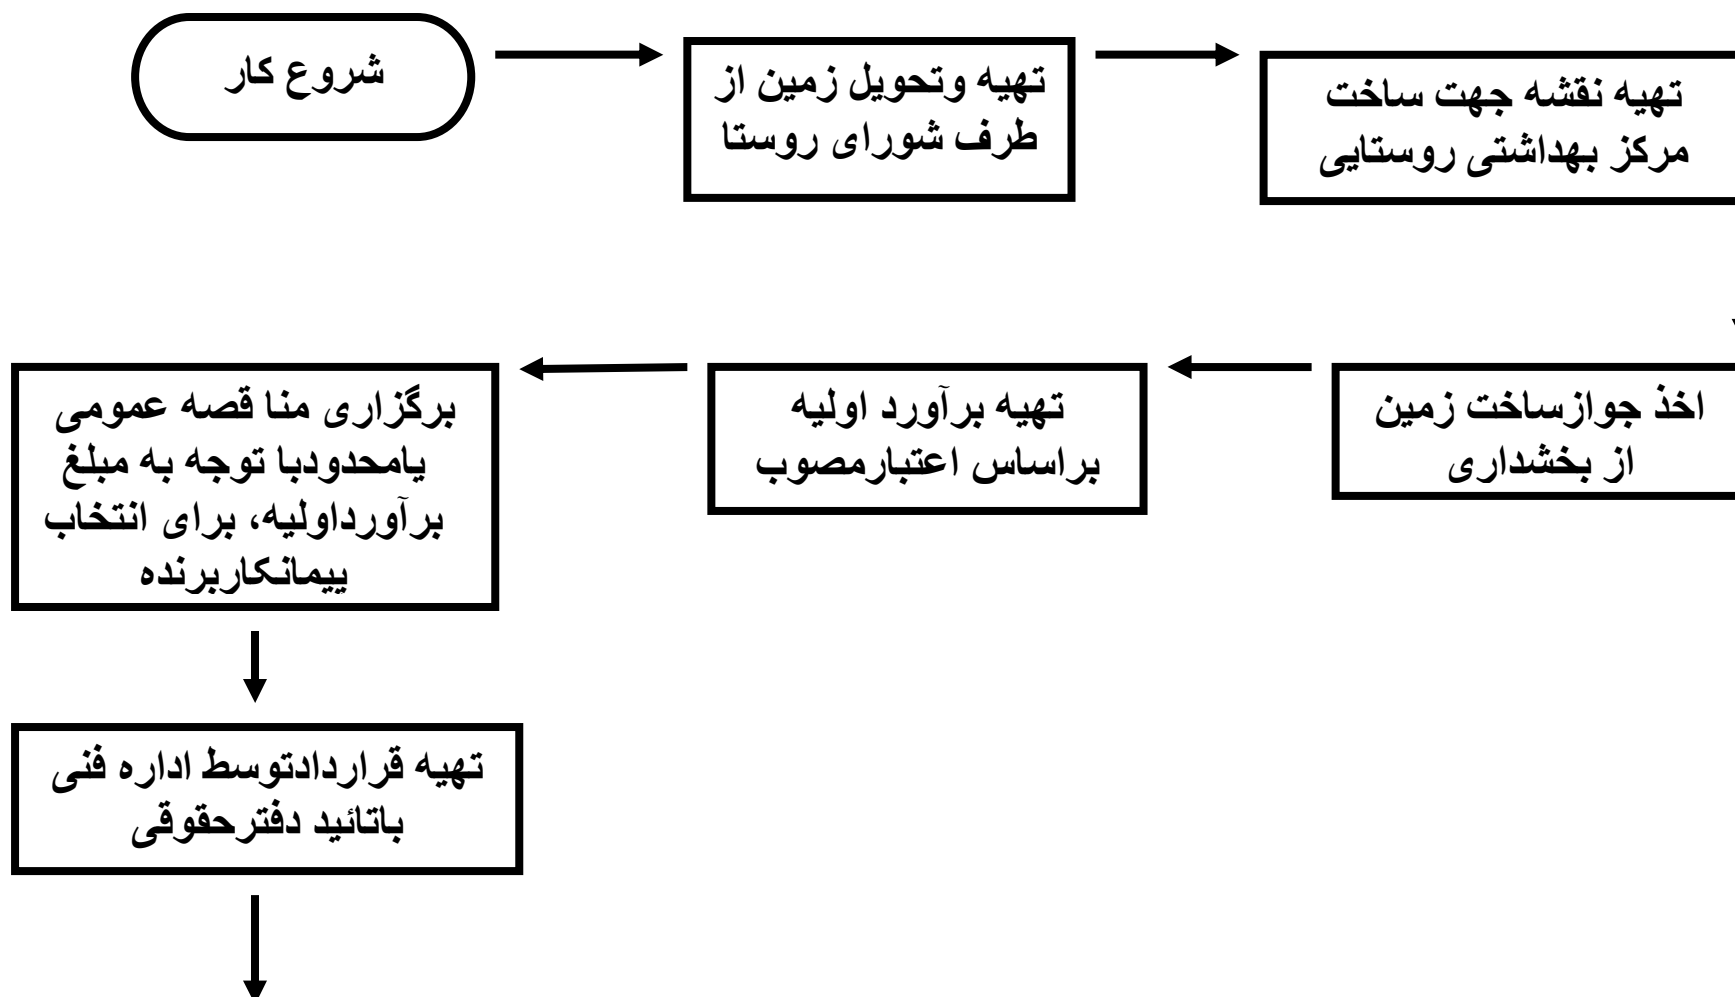 شروع کار
تهیه وتحویل زمین از
طرف شورای روستا
تهیه نقشه جهت ساخت
مرکز بهداشتی روستایی
اخذ جوازساخت زمین
از بخشداری
تهیه برآورد اولیه
براساس اعتبارمصوب
برگزاری منا قصه عمومی
یامحدودبا توجه به مبلغ
برآورداولیه، برای انتخاب
پیمانکاربرنده
تهیه قراردادتوسط اداره فنی
باتائید دفترحقوقی